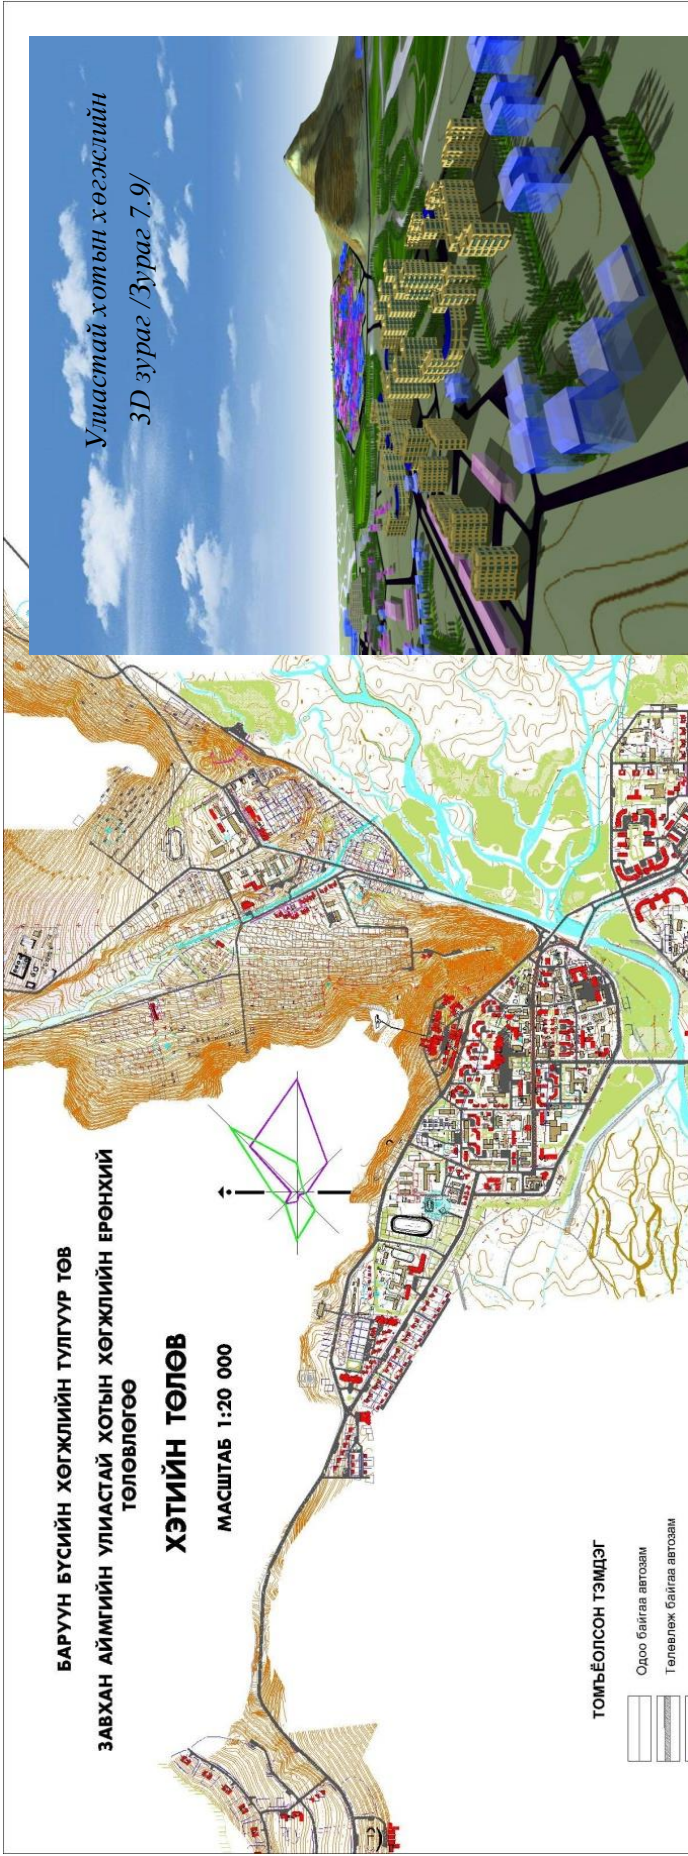 БАРУУН БҮСИЙН ХӨГЖЛИЙН ТУЛГУУР ТӨВ
ЗАВХАН АЙМГИЙН УЛИАСТАЙ ХОТЫН ХӨГЖЛИЙН ЕРӨНХИЙ
ТӨЛӨВЛӨГӨӨ
ХЭТИЙН ТӨЛӨВ
МАСШТАБ 1:20 000
Улиастай хотын хөгжлийн
3D зураг /Зураг 7.9/
ТОМЪЁОЛСОН ТЭМДЭГ
Одоо байгаа автозам
Төлөвлөж байгаа автозам